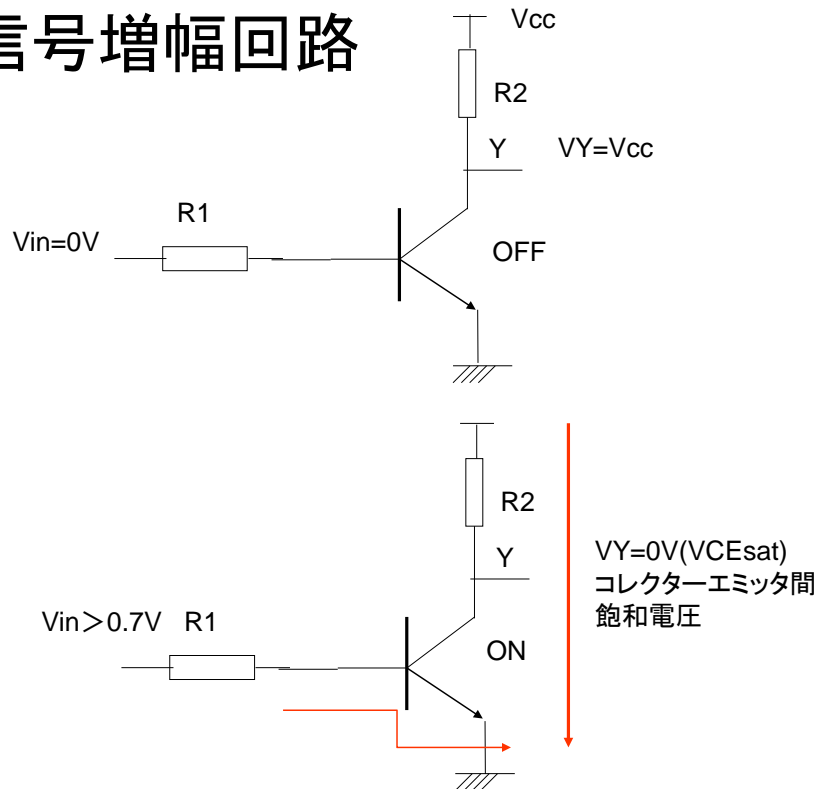 信号増幅回路
Vcc
R2
Y
VY=Vcc
R1
Vin=0V
OFF
R2
Y
VY=0V(VCEsat)
コレクターエミッタ間
飽和電圧
Vin＞0.7V
R1
ON